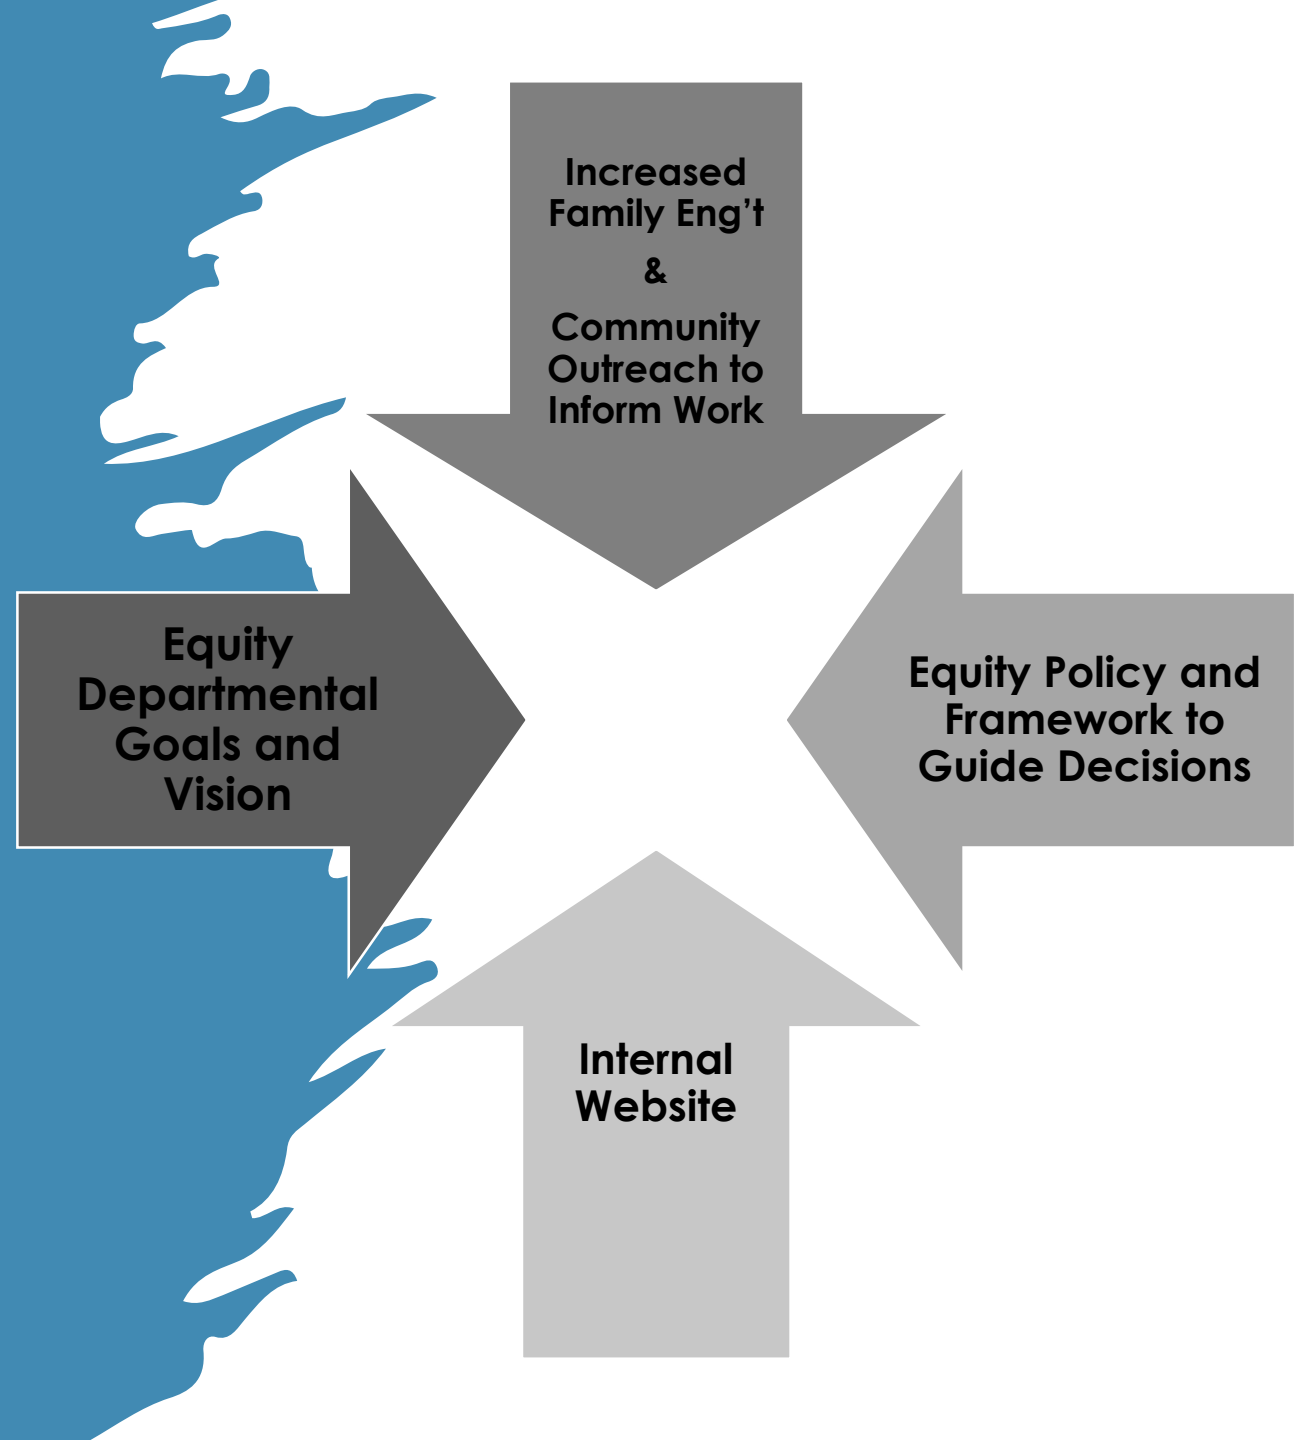 Increased
Family Eng’t
&
Community
Outreach to
Inform Work
Equity
Departmental
Goals and
Vision
Equity Policy and
Framework to
Guide Decisions
Internal
Website